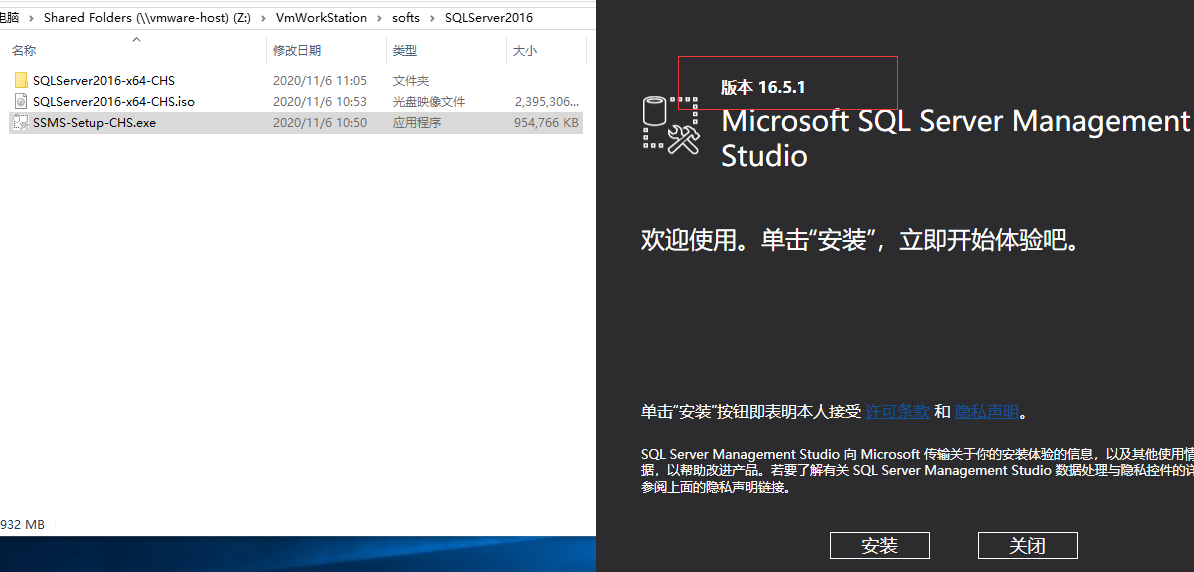 电脑 › Shared Folders (\\vmware-host) (Z:) › VmWorkStation › softs › SQLServer2016
名称 修改日期 类型 大小
SQLServer2016-x64-CHS 2020/11/6 11:05 文件夹
SQLServer2016-x64-CHS.iso 2020/11/6 10:53 光盘映像文件 2,395,306...
SSMS-Setup-CHS.exe 2020/11/6 10:50 应用程序 954,766 KB
932 MB
版本 16.5.1
Microsoft SQL Server Management
Studio
欢迎使用。单击“安装”，立即开始体验吧。
单击“安装”按钮即表明本人接受 许可条款 和 隐私声明。
SQL Server Management Studio 向 Microsoft 传输关于你的安装体验的信息，以及其他使用情
据，以帮助改进产品。若要了解有关 SQL Server Management Studio 数据处理与隐私控件的详
参阅上面的隐私声明链接。
安装 关闭